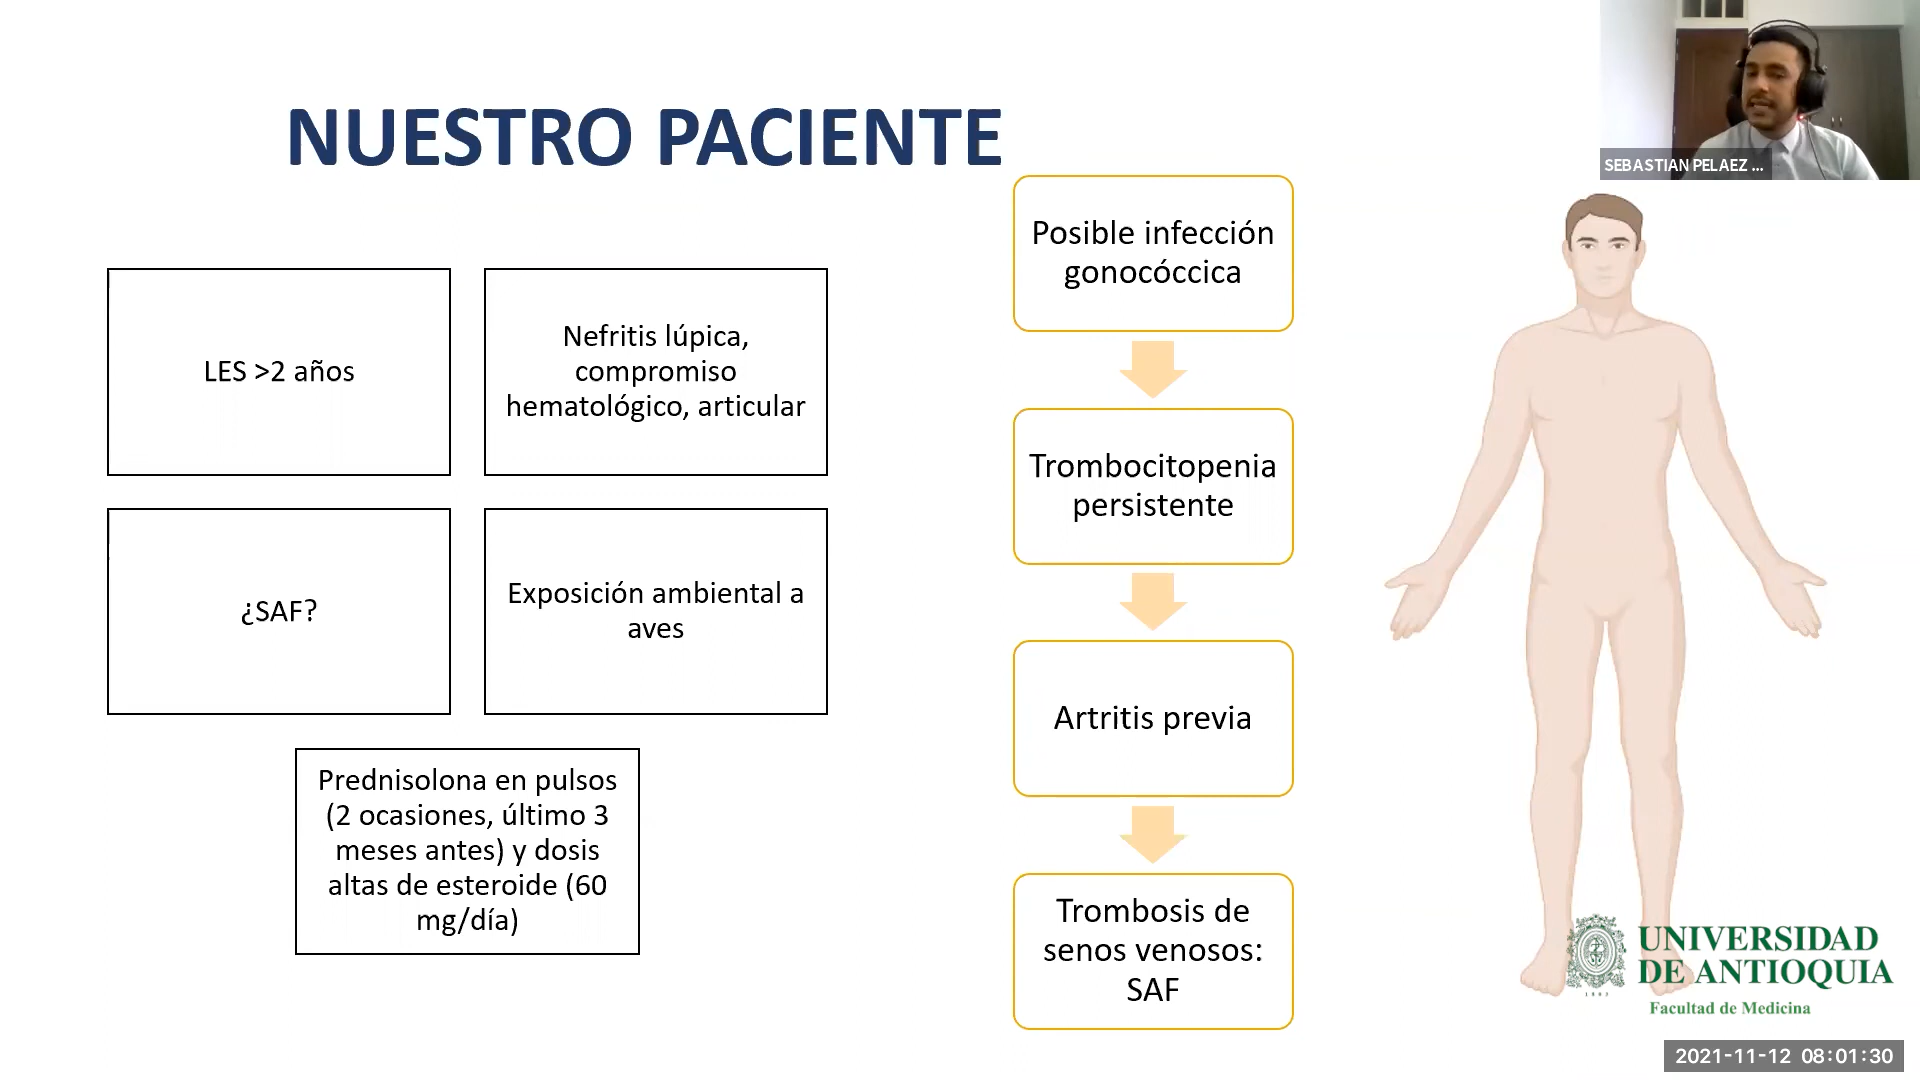 NUESTRO PACIENTE
SEBASTIAN PELAEZ ...
LES >2 años
Nefritis lúpica,
compromiso
hematológico, articular
¿SAF?
Exposición ambiental a
aves
Prednisolona en pulsos
(2 ocasiones, último 3
meses antes) y dosis
altas de esteroide (60
mg/día)
Posible infección
gonocóccica
Trombocitopenia
persistente
Artritis previa
Trombosis de
senos venosos:
SAF
UNIVERSIDAD
DE ANTIOQUIA
1803
Facultad de Medicina
2021-11-12 08:01:30